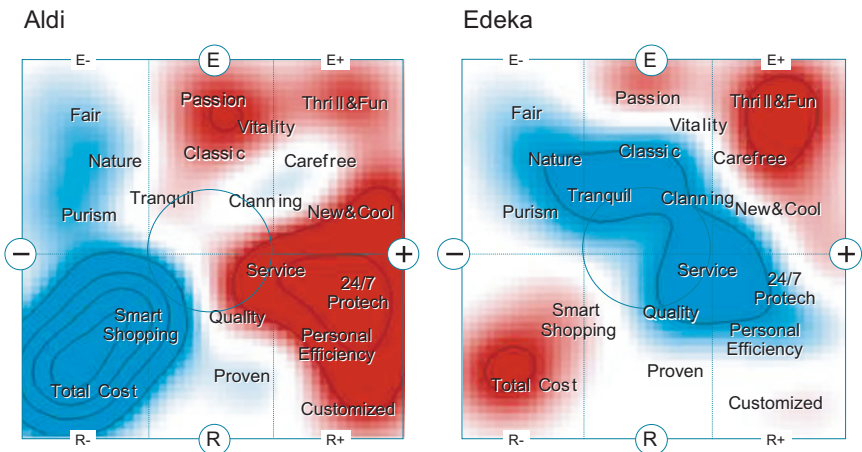 Aldi
E-
E
E+
Passion
Thrill&Fun
Fair
Vitality
Nature
Classic
Carefree
Tranquil
Clanning
Purism
New&Cool
−
+
Service
24/7
Protech
Smart
Shopping
Quality
Personal
Efficiency
Proven
Total Cost
Customized
R-
R
R+
Edeka
E-
E
E+
Passion
Thrill&Fun
Fair
Vitality
Nature
Classic
Carefree
Tranquil
Clanning
Purism
New&Cool
−
+
Service
24/7
Protech
Smart
Shopping
Quality
Personal
Efficiency
Proven
Total Cost
Customized
R-
R
R+